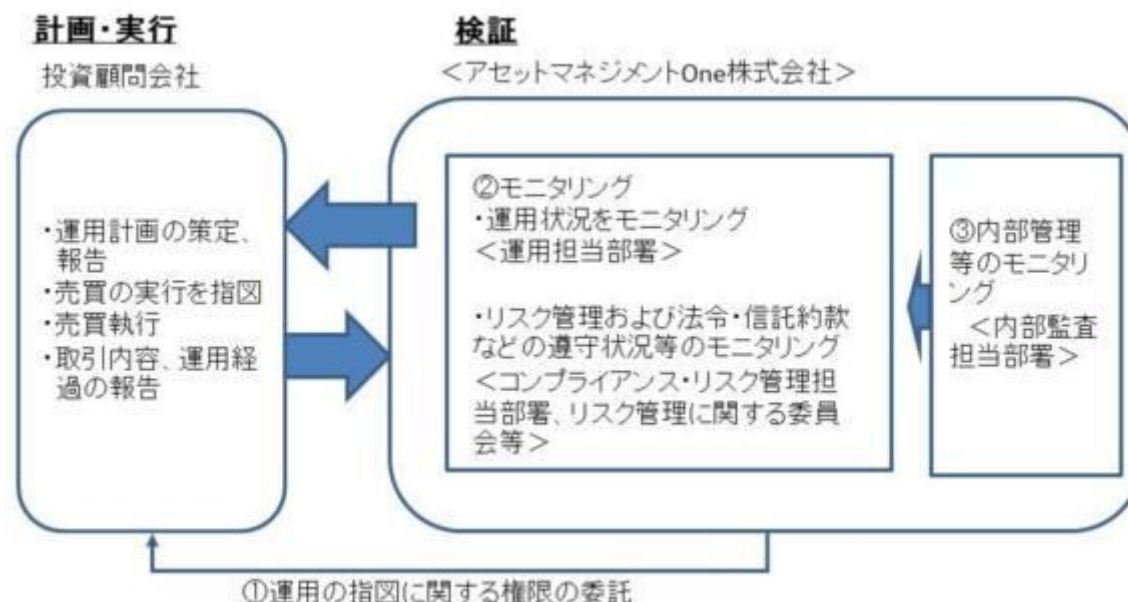 計画・実行
投資顧問会社
・運用計画の策定、
報告
・売買の実行を指図
・売買執行
・取引内容、運用経
過の報告
検証
＜アセットマネジメントOne株式会社＞
②モニタリング
・運用状況をモニタリング
＜運用担当部署＞
・リスク管理および法令・信託約款
などの遵守状況等のモニタリング
＜コンプライアンス・リスク管理担
当部署、リスク管理に関する委員
会等＞
③内部管理
等のモニタリ
ング
＜内部監査
担当部署＞
①運用の指図に関する権限の委託